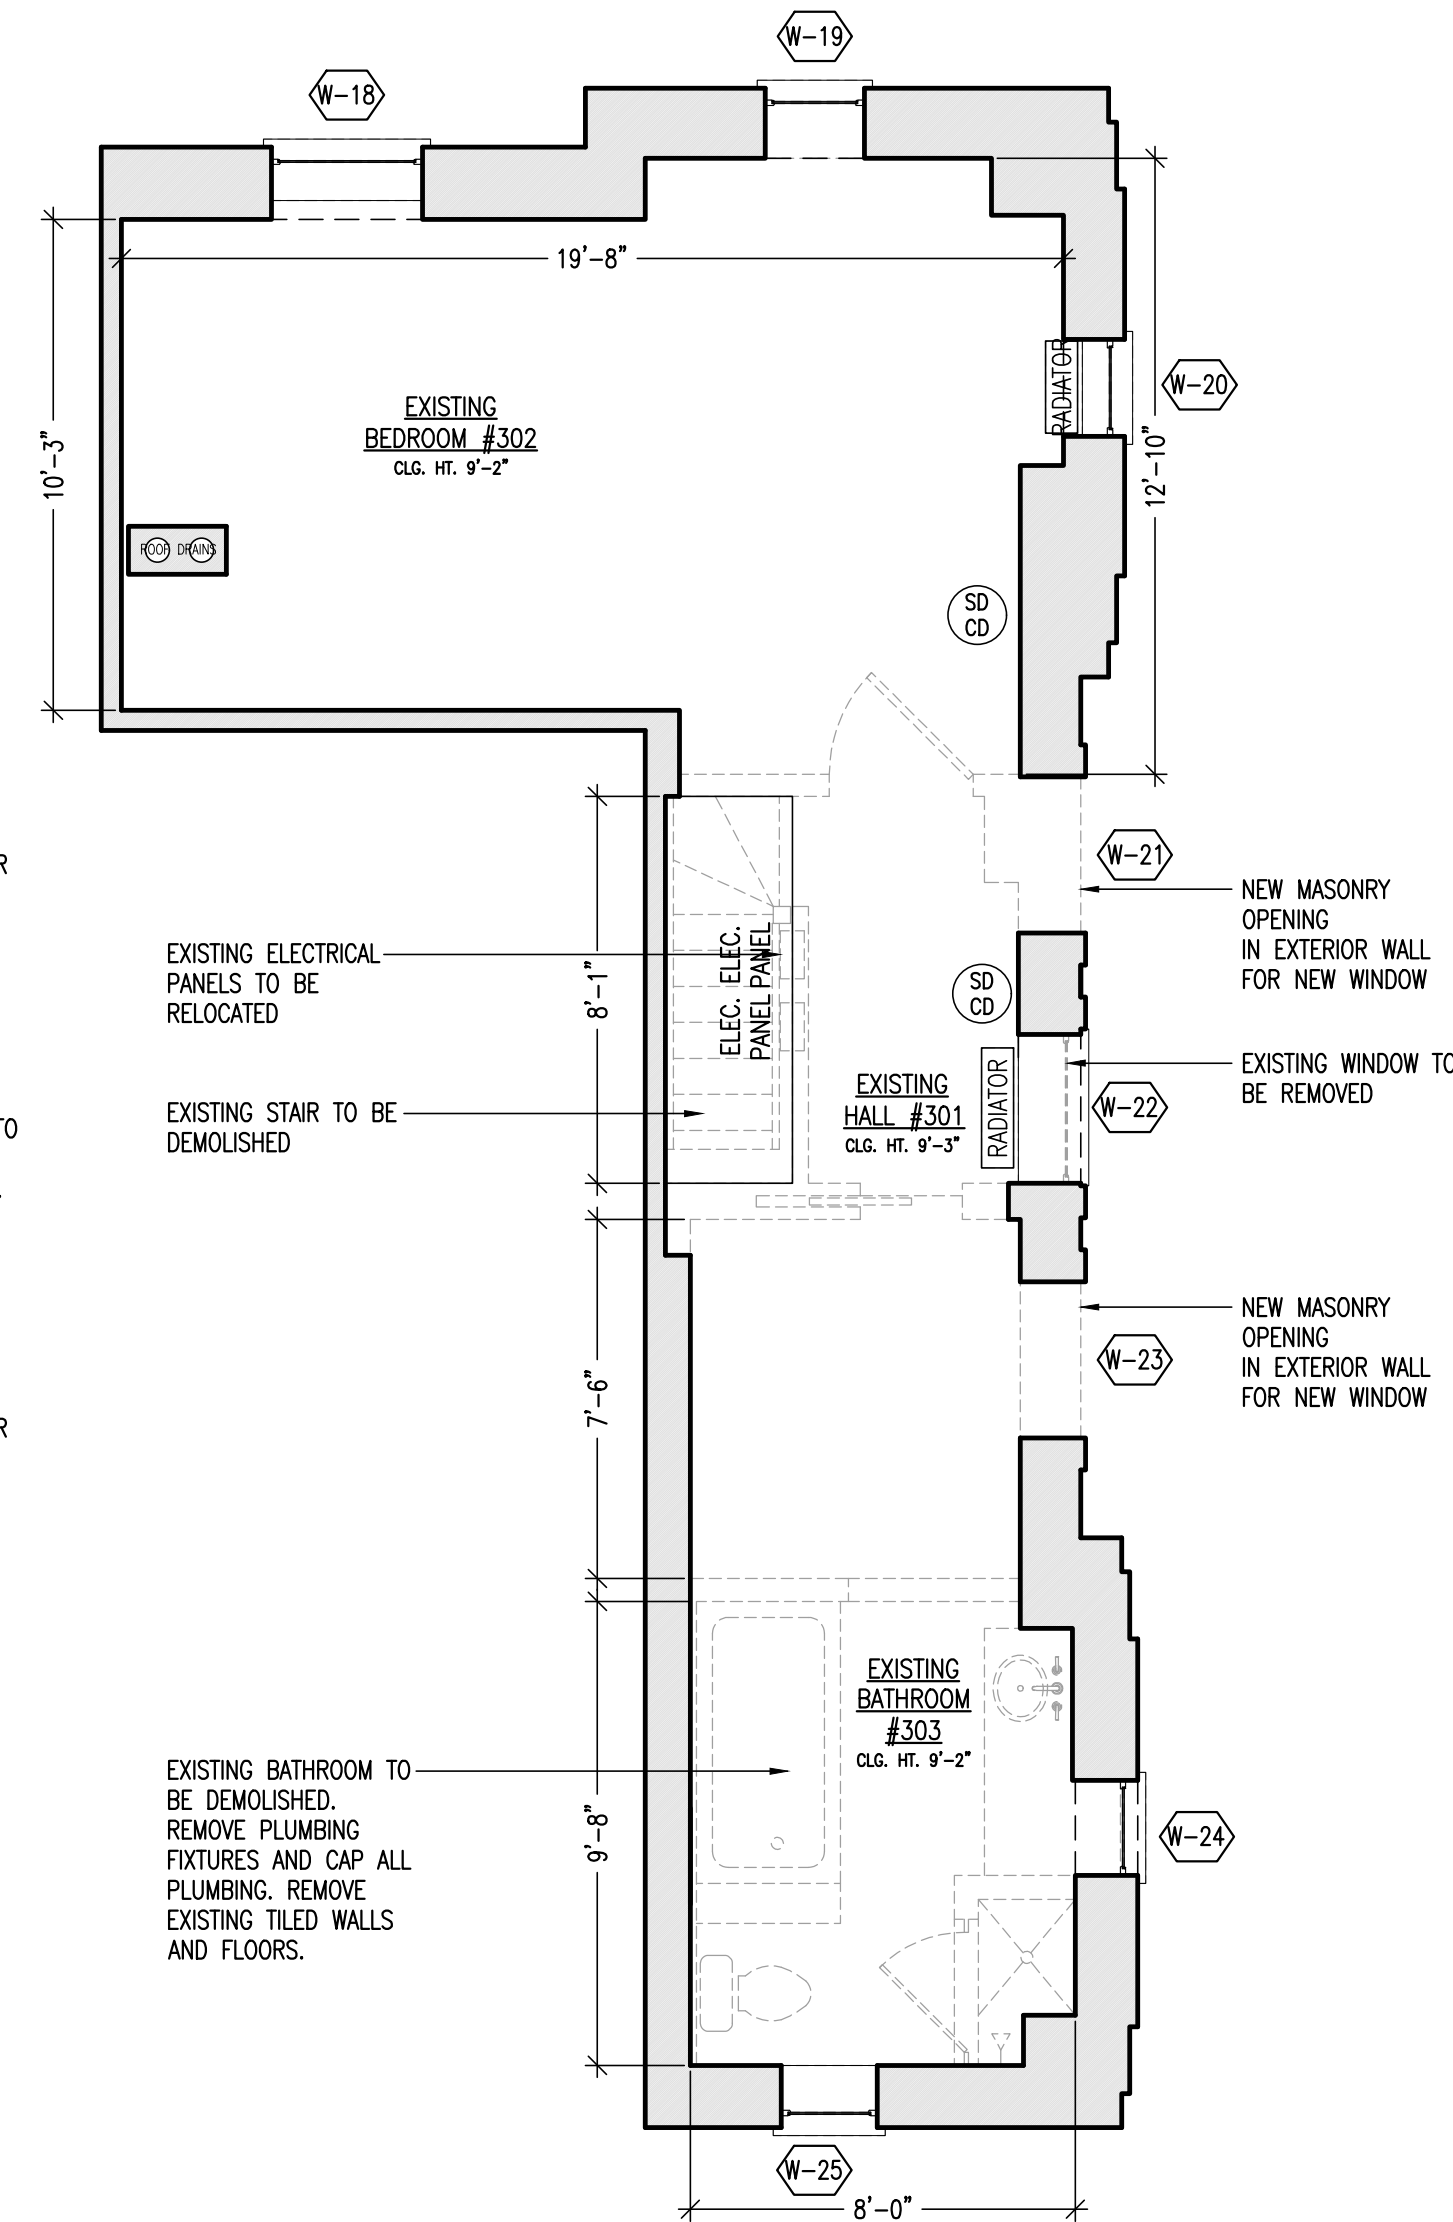 W-19
W-18
19'-8"
W-20
RADIATOR
EXISTING
BEDROOM #302
CLG. HT. 9'-2"
10'-3"
12'-10"
ROOF DRAINS
SD
CD
W-21
R
NEW MASONRY
OPENING
IN EXTERIOR WALL
FOR NEW WINDOW
EXISTING ELECTRICAL
PANELS TO BE
RELOCATED
8'-1"
ELEC. ELEC.
PANEL PANEL
SD
CD
EXISTING WINDOW TO
BE REMOVED
EXISTING
HALL #301
CLG. HT. 9'-3"
RADIATOR
W-22
EXISTING STAIR TO BE
DEMOLISHED
TO
NEW MASONRY
OPENING
IN EXTERIOR WALL
FOR NEW WINDOW
W-23
7'-6"
R
EXISTING
BATHROOM
#303
CLG. HT. 9'-2"
EXISTING BATHROOM TO
BE DEMOLISHED.
REMOVE PLUMBING
FIXTURES AND CAP ALL
PLUMBING. REMOVE
EXISTING TILED WALLS
AND FLOORS.
9'-8"
W-24
W-25
8'-0"